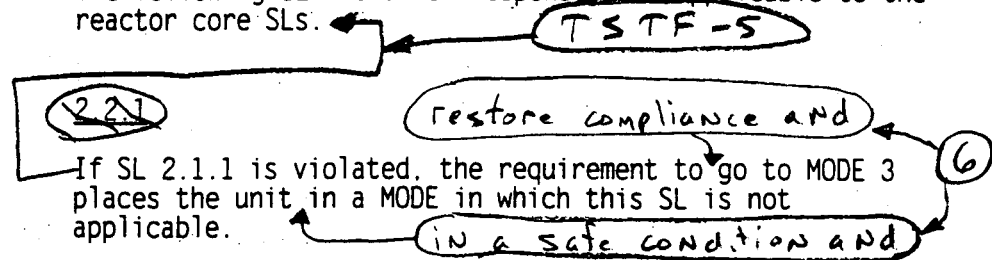 reactor core SLs.
TSTF-5
2.2.1
restore compliance and
6
If SL 2.1.1 is violated, the requirement to go to MODE 3
places the unit in a MODE in which this SL is not
applicable.
in a safe condition and